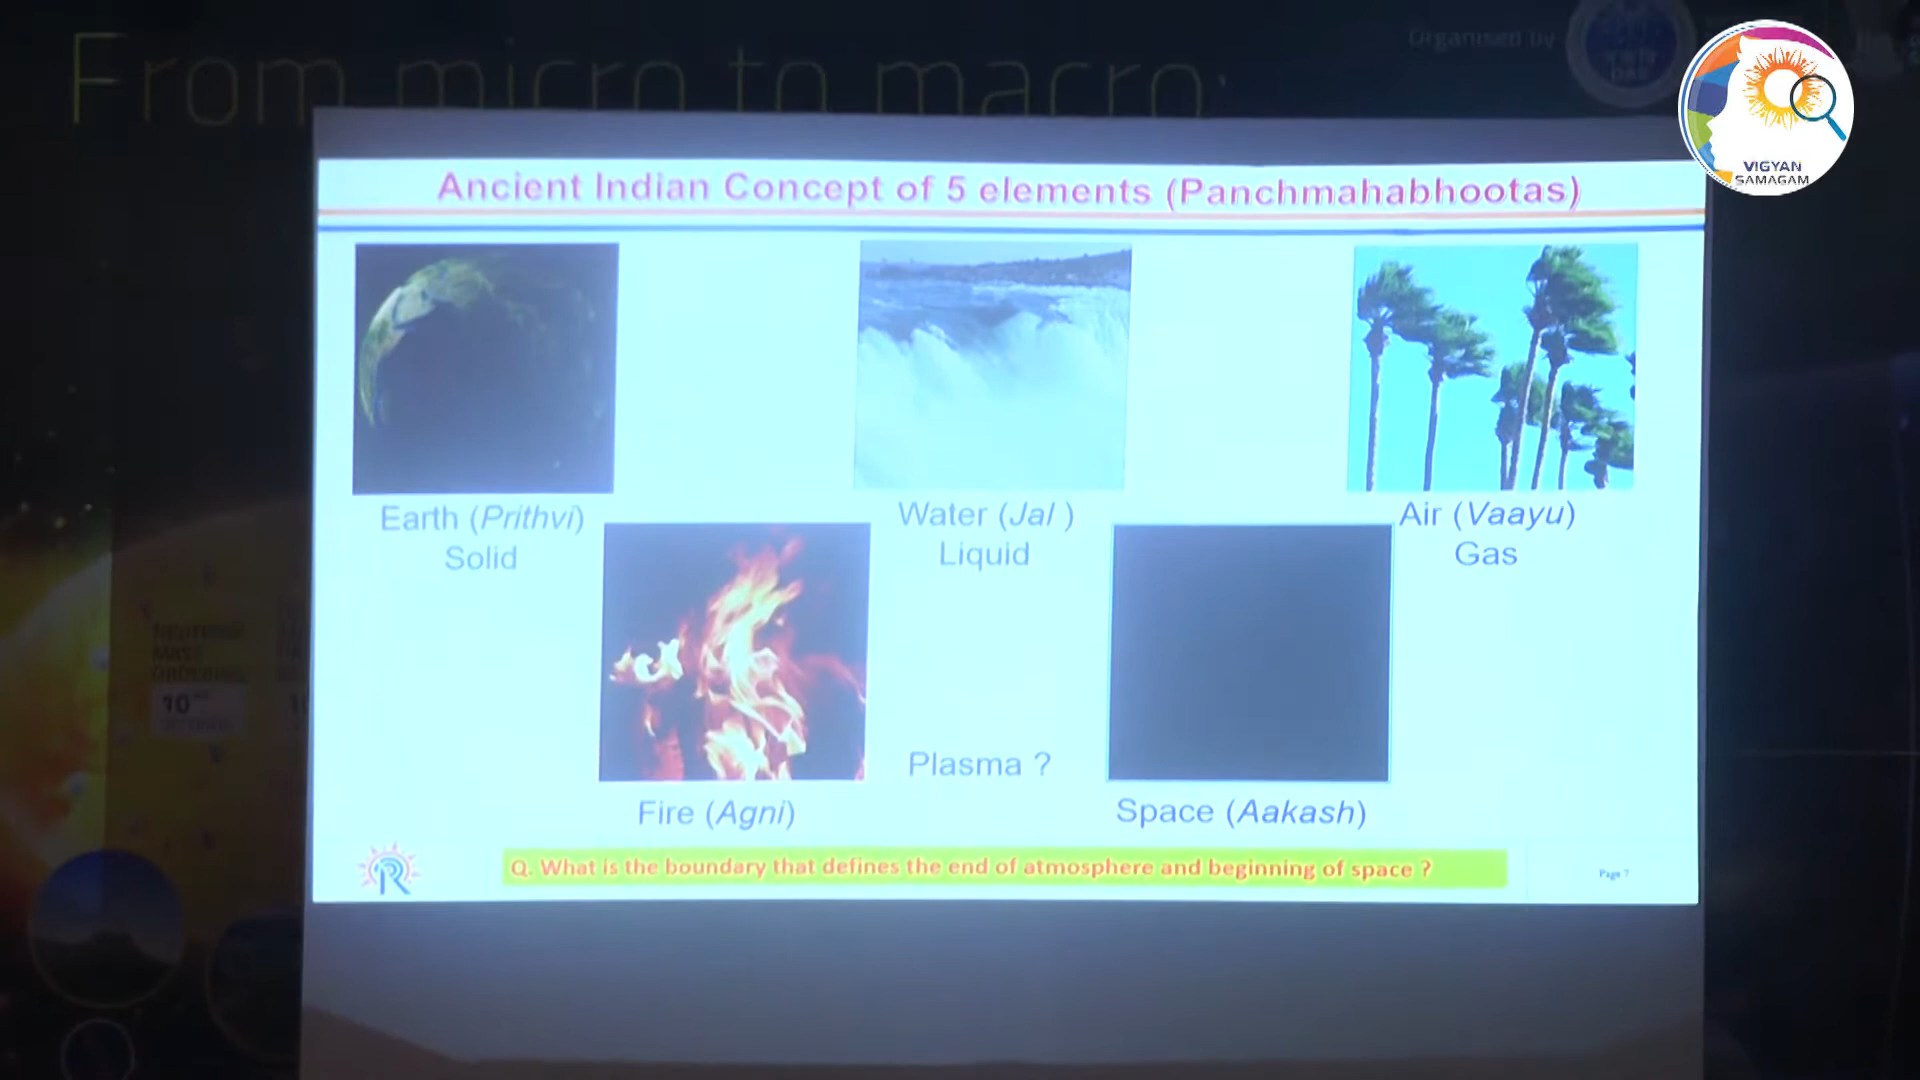 From micro to macro
Organised by
VIGYAN
SAMAGAM
Ancient Indian Concept of 5 elements (Panchmahabhootas)
Earth (Prithvi)
Solid
Water (Jal )
Liquid
Air (Vaayu)
Gas
Plasma ?
Fire (Agni)
Space (Aakash)
Q. What is the boundary that defines the end of atmosphere and beginning of space ?
Page 7